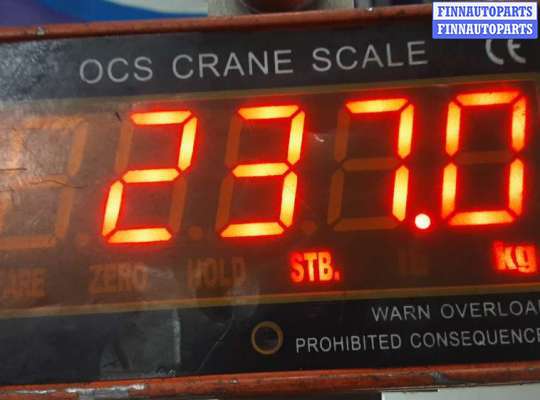 FINNAUTOPARTS
FINNAUTOPARTS
OCS CRANE SCALE CE
237.0
ZERO HOLD STB. kg
WARN OVERLOA
PROHIBITED CONSEQUENCE